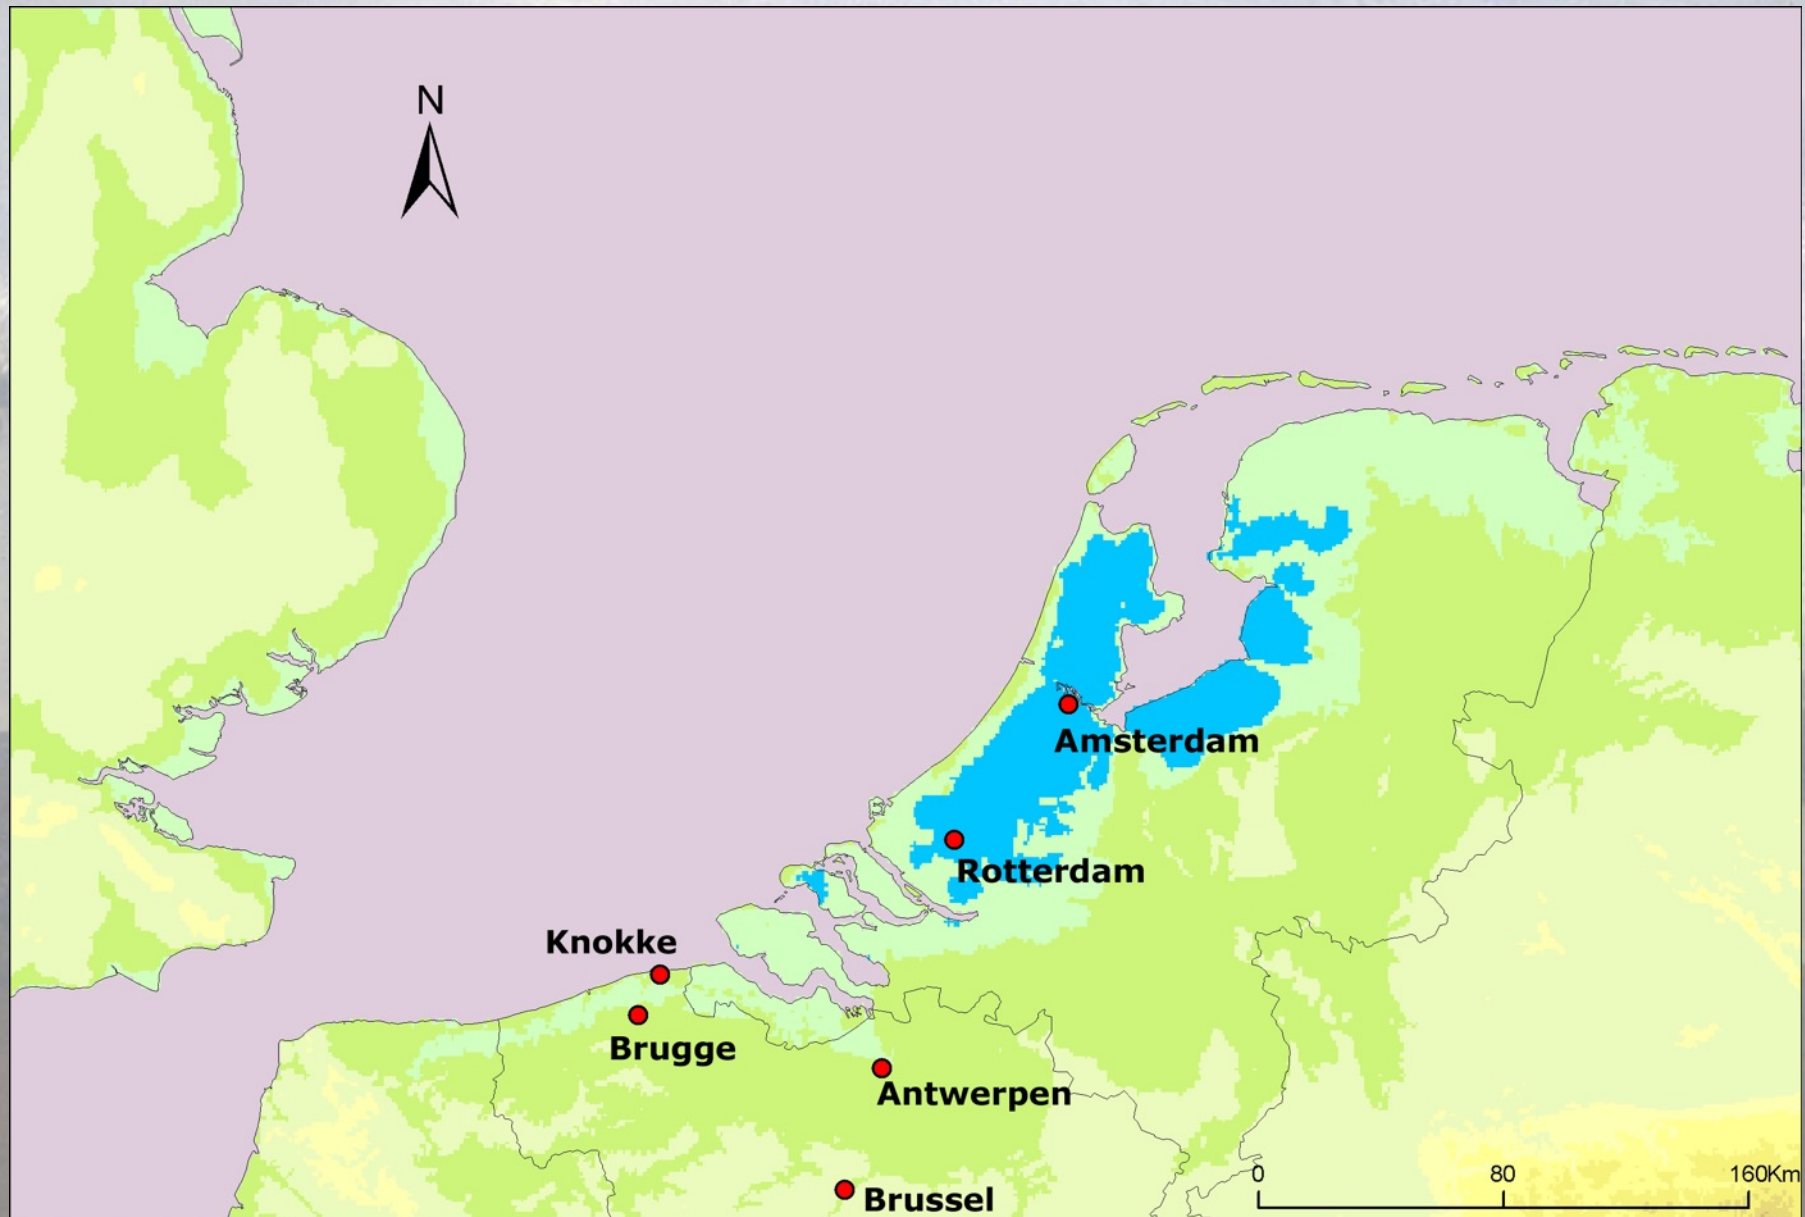 N
Amsterdam
Rotterdam
Knokke
Brugge
Antwerpen
0 80 160Km
Brussel